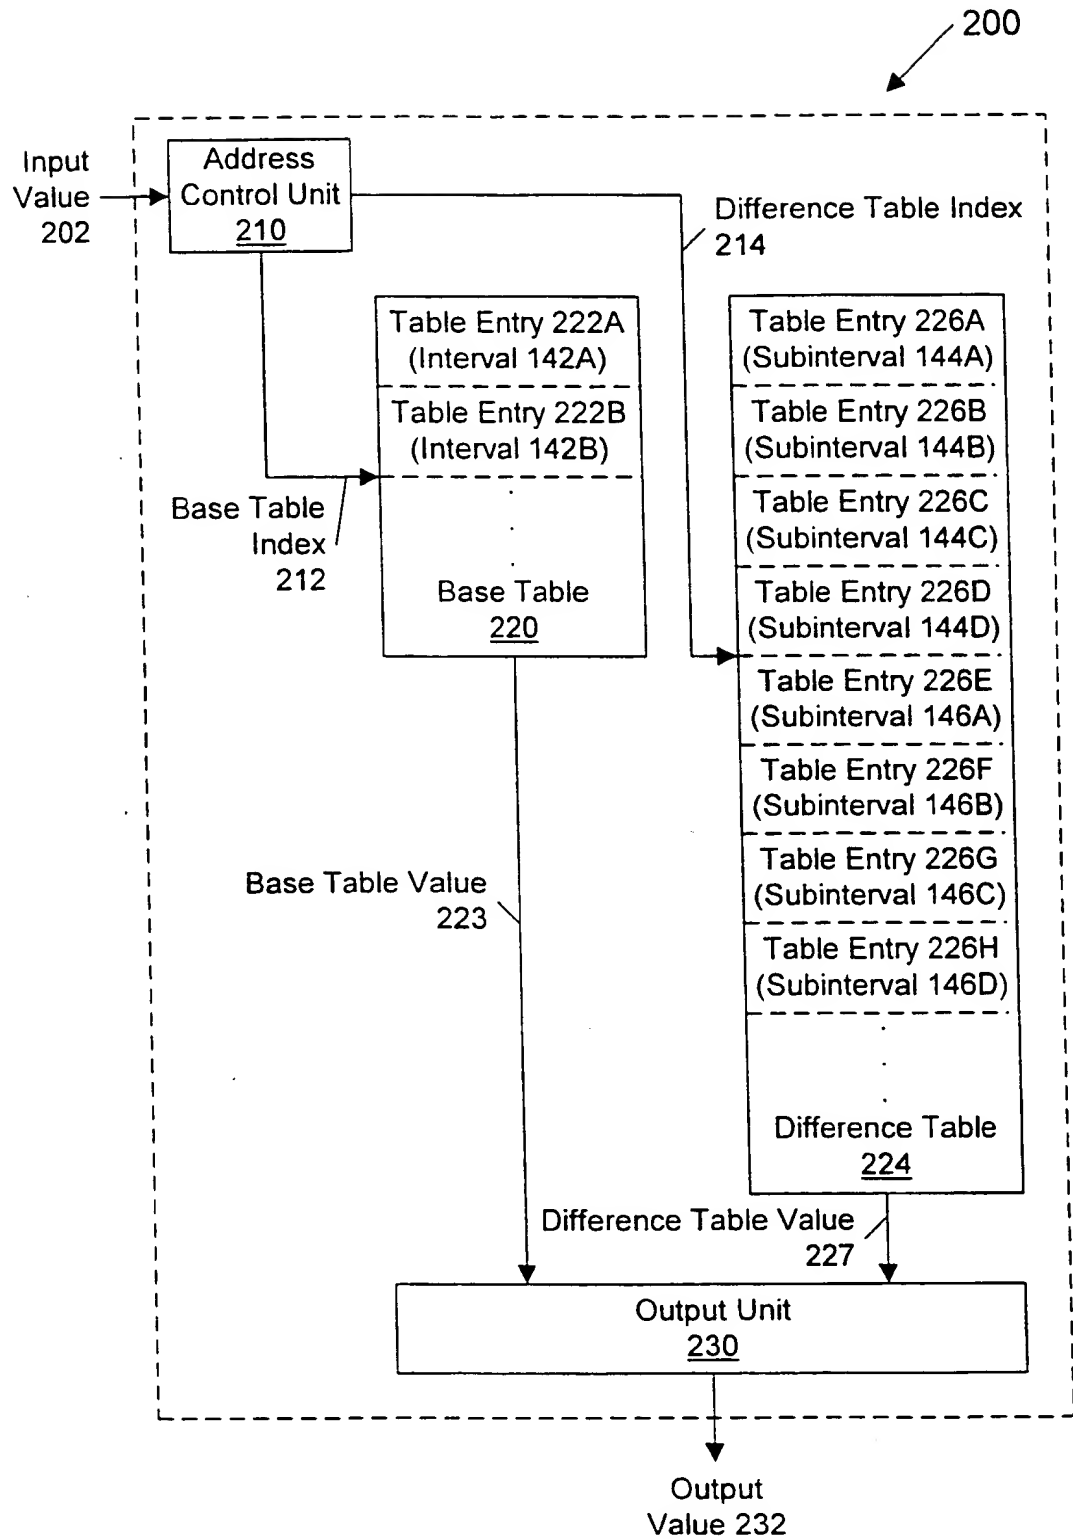 200
Input
Value
202
Address
Control Unit
210
Difference Table Index
214
Table Entry 222A
(Interval 142A)
Table Entry 222B
(Interval 142B)
Base Table
Index
212
Base Table
220
Table Entry 226A
(Subinterval 144A)
Table Entry 226B
(Subinterval 144B)
Table Entry 226C
(Subinterval 144C)
Table Entry 226D
(Subinterval 144D)
Table Entry 226E
(Subinterval 146A)
Table Entry 226F
(Subinterval 146B)
Table Entry 226G
(Subinterval 146C)
Table Entry 226H
(Subinterval 146D)
Difference Table
224
Base Table Value
223
Difference Table Value
227
Output Unit
230
Output
Value 232